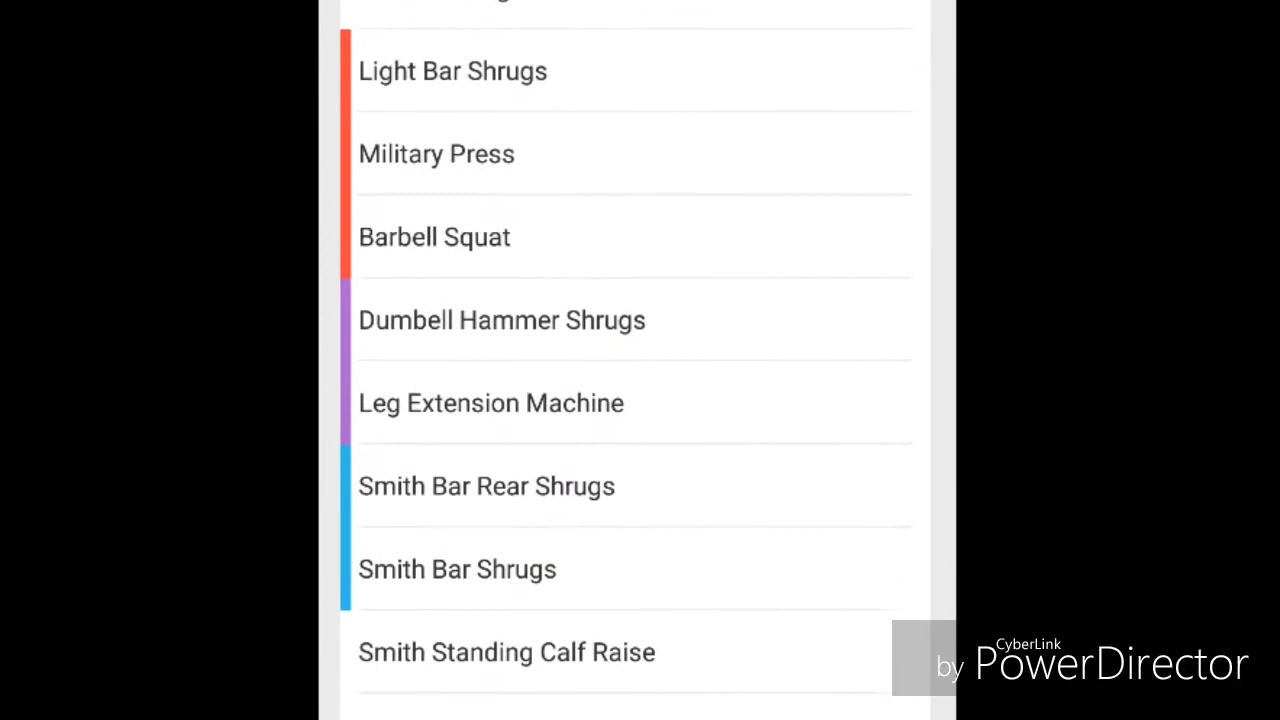 Light Bar Shrugs
Military Press
Barbell Squat
Dumbell Hammer Shrugs
Leg Extension Machine
Smith Bar Rear Shrugs
Smith Bar Shrugs
Smith Standing Calf Raise
CyberLink
by PowerDirector